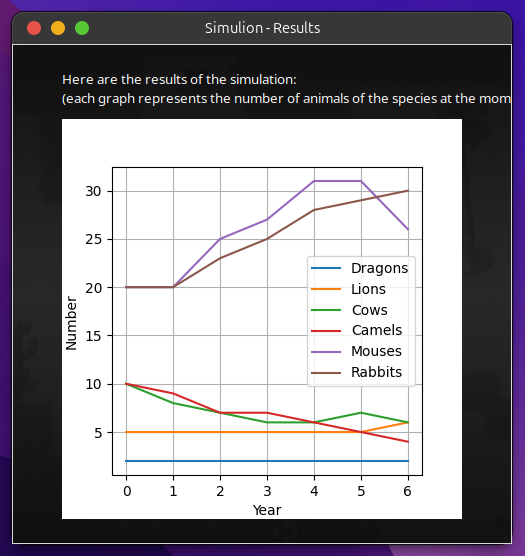 Simulion - Results
Here are the results of the simulation:
(each graph represents the number of animals of the species at the mom
30
25
20
15
10
5
Number
Dragons
Lions
Cows
Camels
Mouses
Rabbits
0 1 2 3 4 5 6
Year